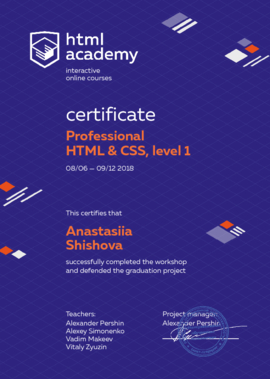 html
academy
interactive
online courses
certificate
Professional
HTML & CSS, level 1
08/06 — 09/12 2018
This certifies that
Anastasiia
Shishova
successfully completed the workshop
and defended the graduation project
Teachers:
Alexander Pershin
Alexey Simonenko
Vadim Makeev
Vitaly Zyuzin
Project manager:
Alexander Pershin